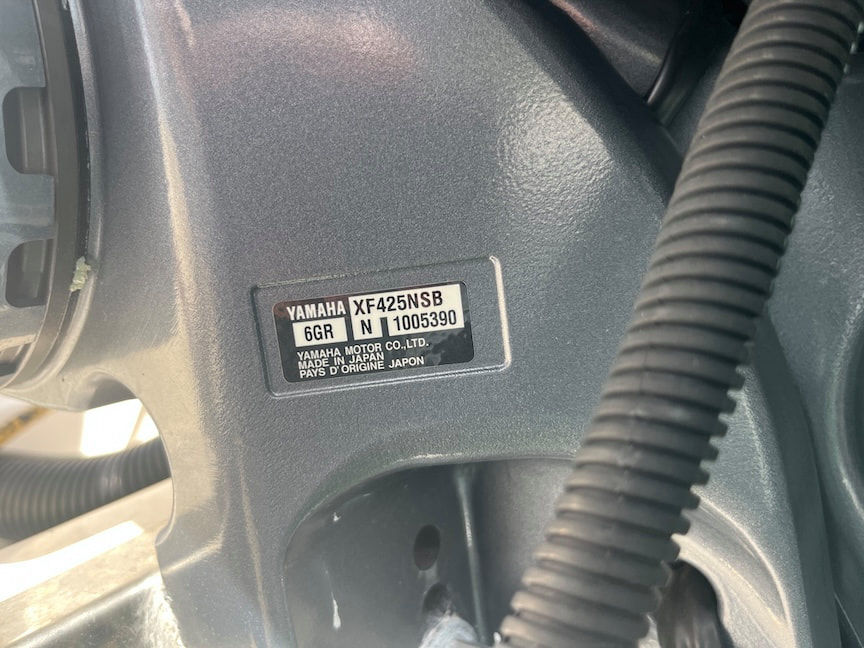 YAMAHA XF425NSB
6GR N 1005390
YAMAHA MOTOR CO.,LTD.
MADE IN JAPAN
PAYS D'ORIGINE JAPON